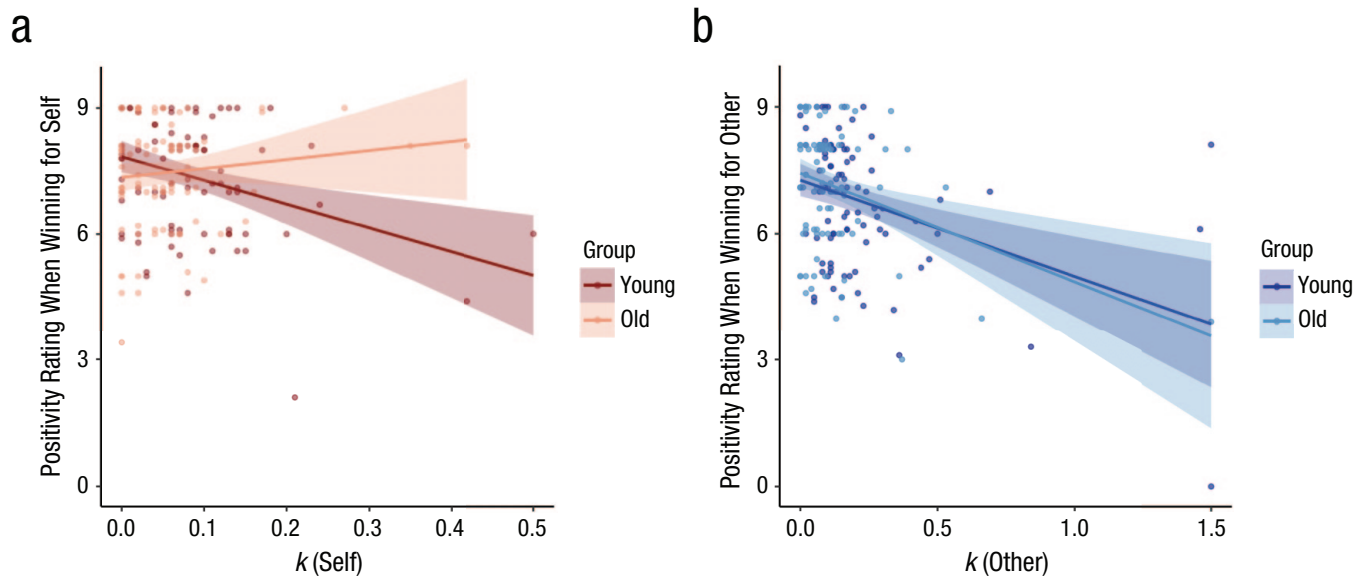 a
Positivity Rating When Winning for Self
9
6
3
0
0.0 0.1 0.2 0.3 0.4 0.5
k (Self)
Group
Young
Old
b
Positivity Rating When Winning for Other
9
6
3
0
0.0 0.5 1.0 1.5
k (Other)
Group
Young
Old